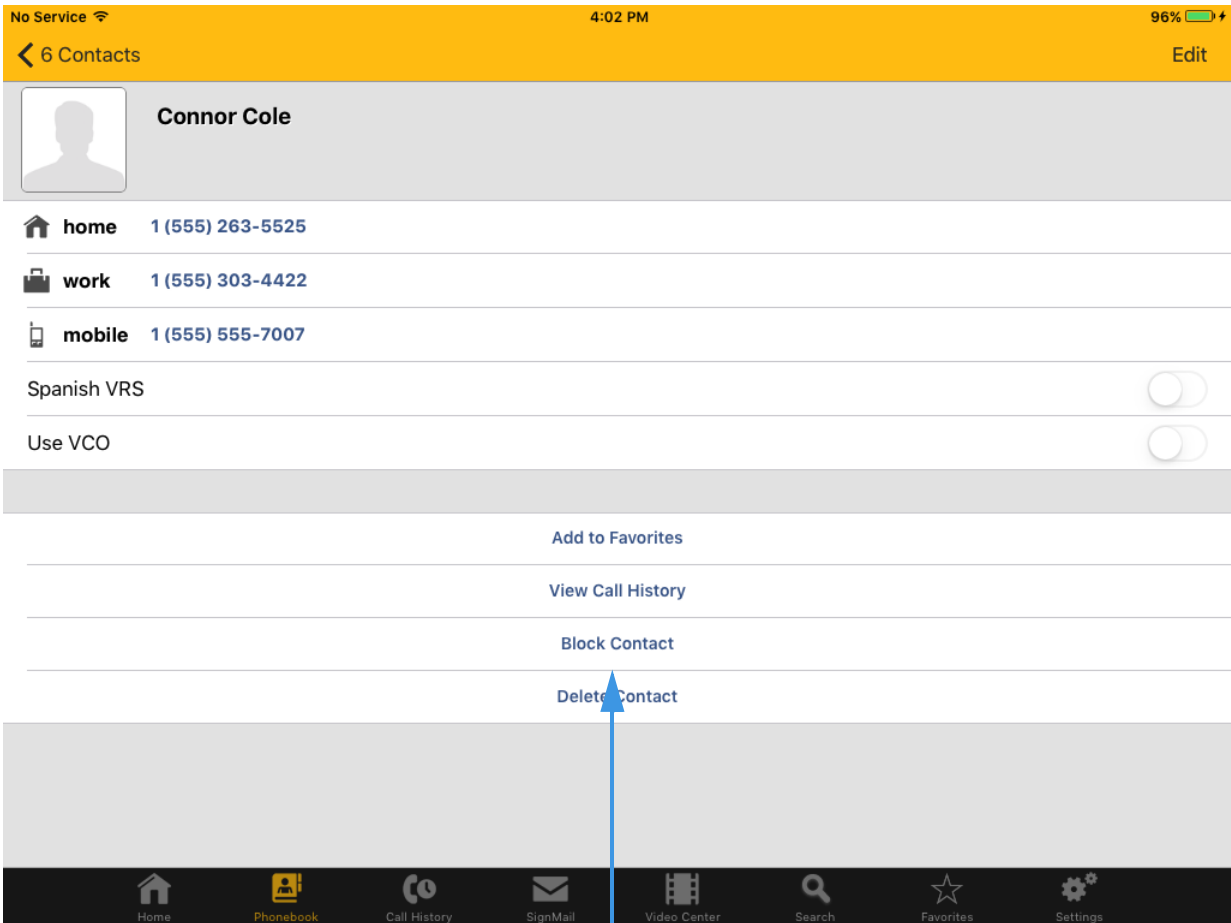 No Service 4:02 PM 96%
6 Contacts Edit
Connor Cole
home 1 (555) 263-5525
work 1 (555) 303-4422
mobile 1 (555) 555-7007
Spanish VRS
Use VCO
Add to Favorites
View Call History
Block Contact
Delete Contact
Home Phonebook Call History SignMail Video Center Search Favorites Settings